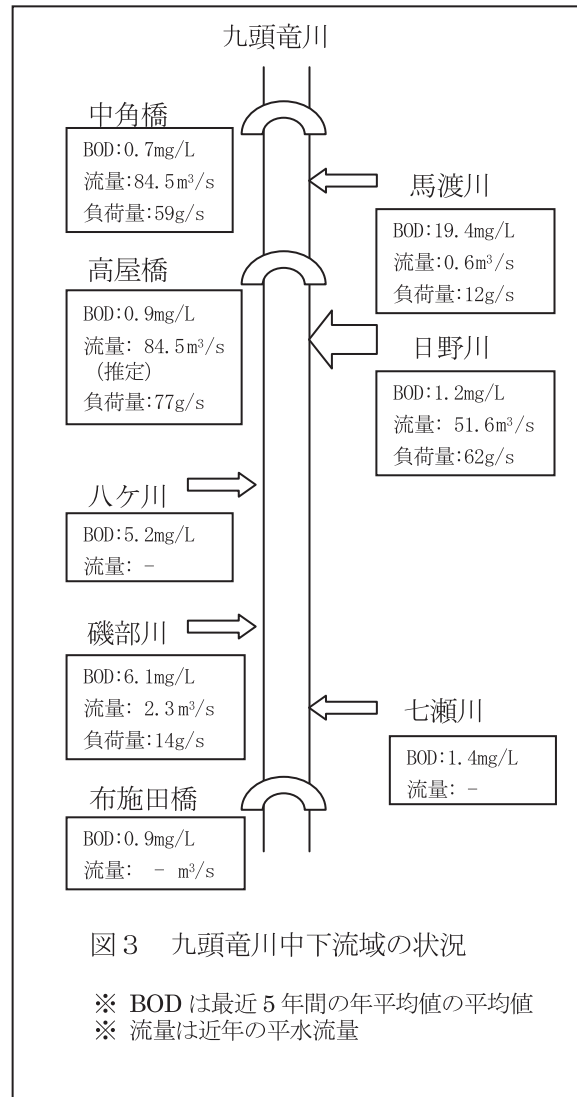 九頭竜川
中角橋
BOD:0.7mg/L
流量:84.5m³/s
負荷量:59g/s
馬渡川
BOD:19.4mg/L
流量:0.6m³/s
負荷量:12g/s
高屋橋
BOD:0.9mg/L
流量: 84.5m³/s
(推定)
負荷量:77g/s
日野川
BOD:1.2mg/L
流量: 51.6m³/s
負荷量:62g/s
八ケ川
BOD:5.2mg/L
流量: -
磯部川
BOD:6.1mg/L
流量: 2.3m³/s
負荷量:14g/s
七瀬川
BOD:1.4mg/L
流量: -
布施田橋
BOD:0.9mg/L
流量: - m³/s
図3 九頭竜川中下流域の状況
※ BODは最近5年間の年平均値の平均値
※ 流量は近年の平水流量